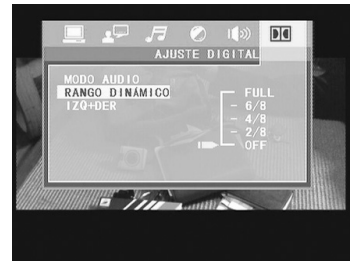 AJUSTE DIGITAL
MODO AUDIO
RANGO DINÁMICO
IZQ+DER
FULL
6/8
4/8
2/8
OFF